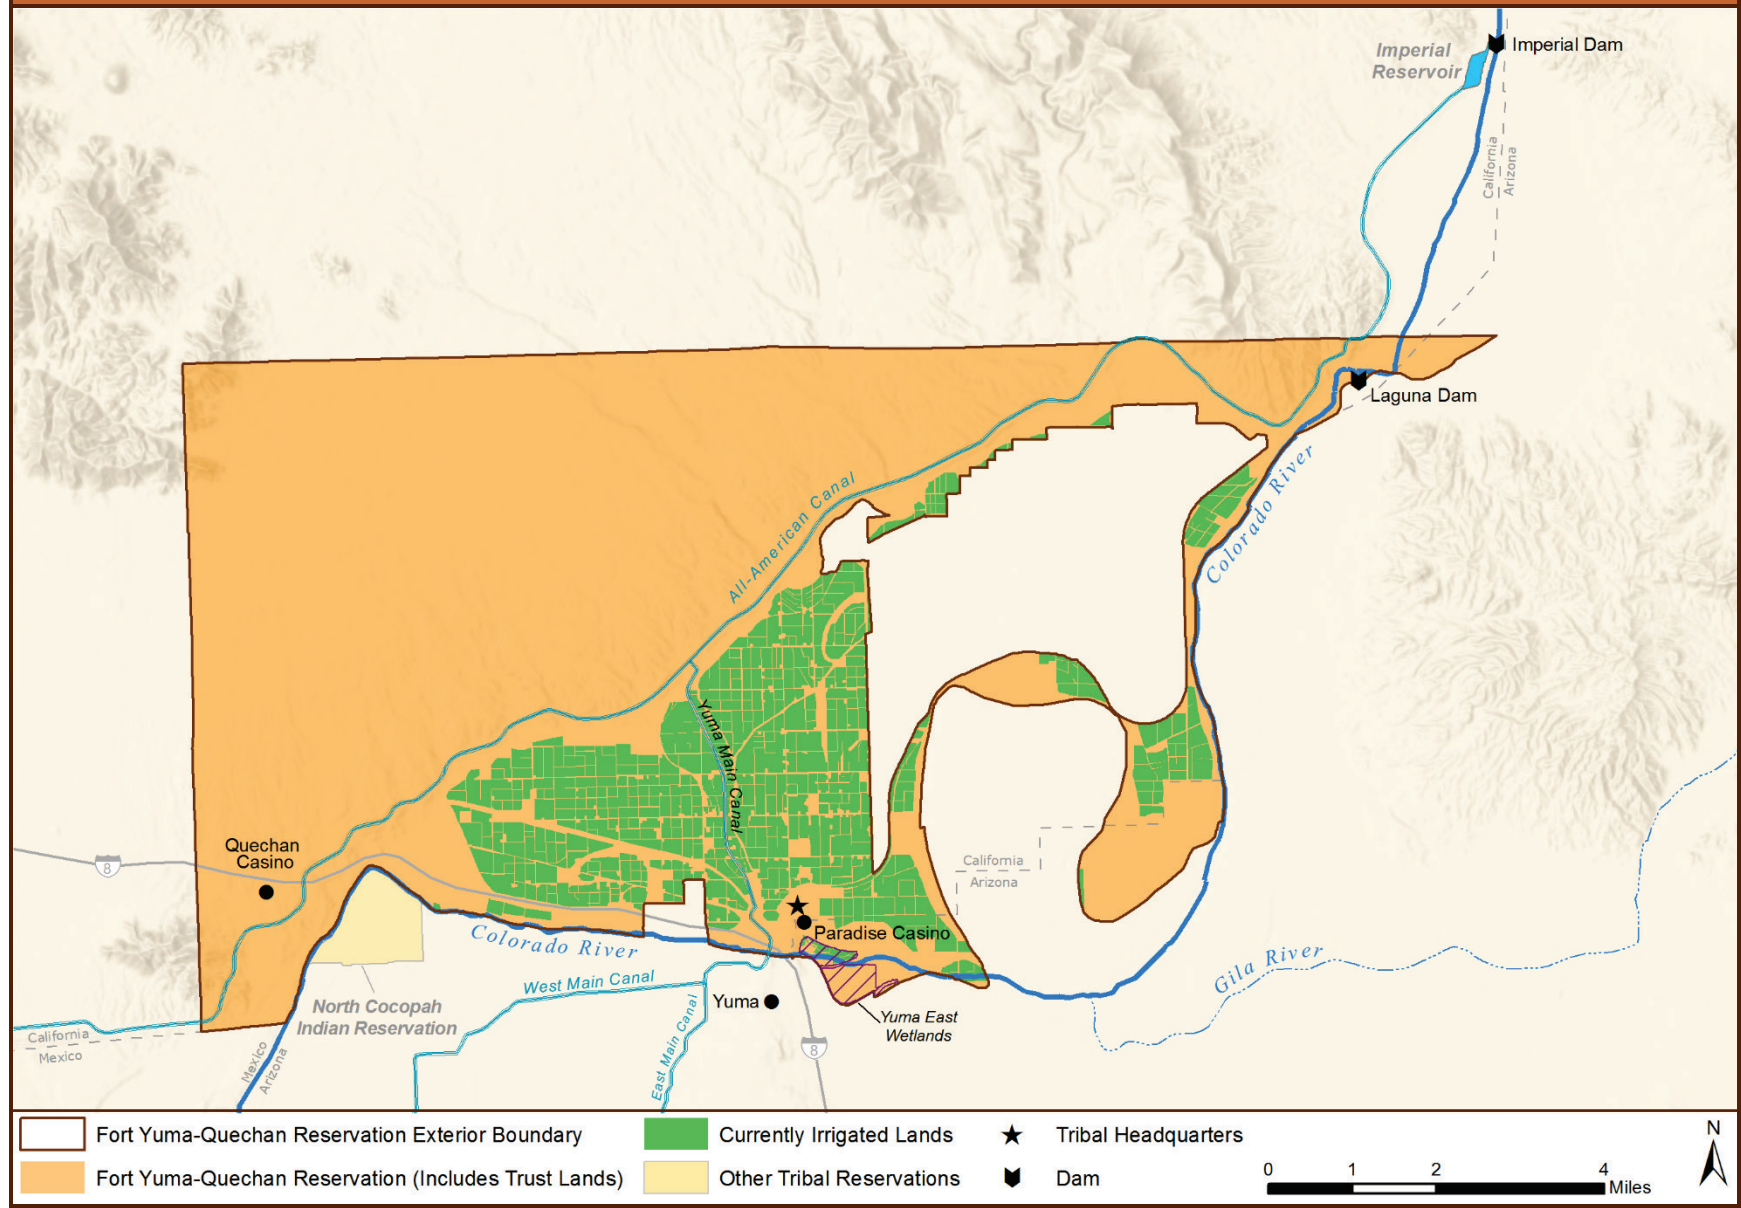 Imperial
Reservoir
Imperial Dam
California
Arizona
Laguna Dam
Colorado River
All-American Canal
Yuma Main Canal
Quechan
Casino
8
California
Arizona
Paradise Casino
Colorado River
Gila River
West Main Canal
North Cocopah
Indian Reservation
Yuma
East Main Canal
Yuma East
Wetlands
8
California
Mexico
Mexico
Arizona
Fort Yuma-Quechan Reservation Exterior Boundary
Currently Irrigated Lands
Tribal Headquarters
Fort Yuma-Quechan Reservation (Includes Trust Lands)
Other Tribal Reservations
Dam
0 1 2 4
Miles
N